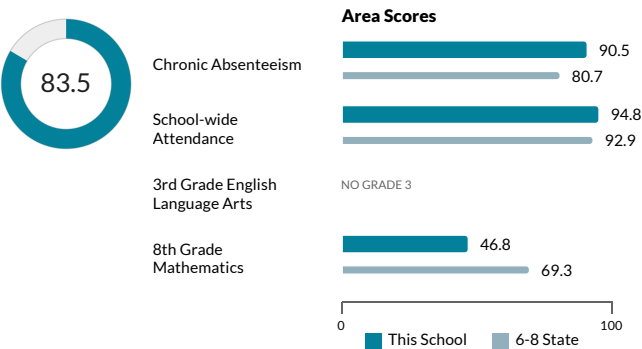 Area Scores
83.5
Chronic Absenteeism
90.5
80.7
School-wide
Attendance
94.8
92.9
3rd Grade English
Language Arts
NO GRADE 3
8th Grade
Mathematics
46.8
69.3
0
100
This School
6-8 State